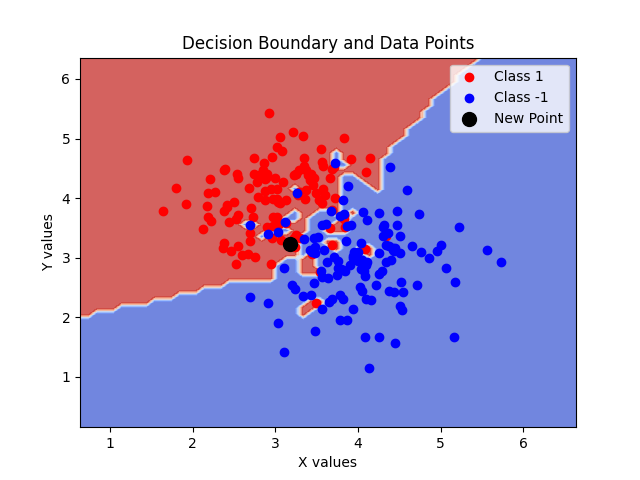 Decision Boundary and Data Points
Class 1
Class -1
New Point
6
5
4
3
2
1
Y values
1 2 3 4 5 6
X values